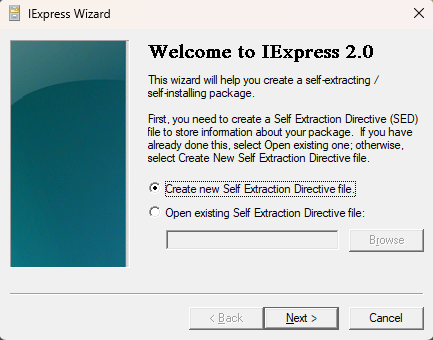 IExpress Wizard
Welcome to IExpress 2.0
This wizard will help you create a self-extracting /
self-installing package.
First, you need to create a Self Extraction Directive (SED)
file to store information about your package.  If you have
already done this, select Open existing one; otherwise,
select Create New Self Extraction Directive file.
Create new Self Extraction Directive file.
Open existing Self Extraction Directive file:
Browse
< Back
Next >
Cancel